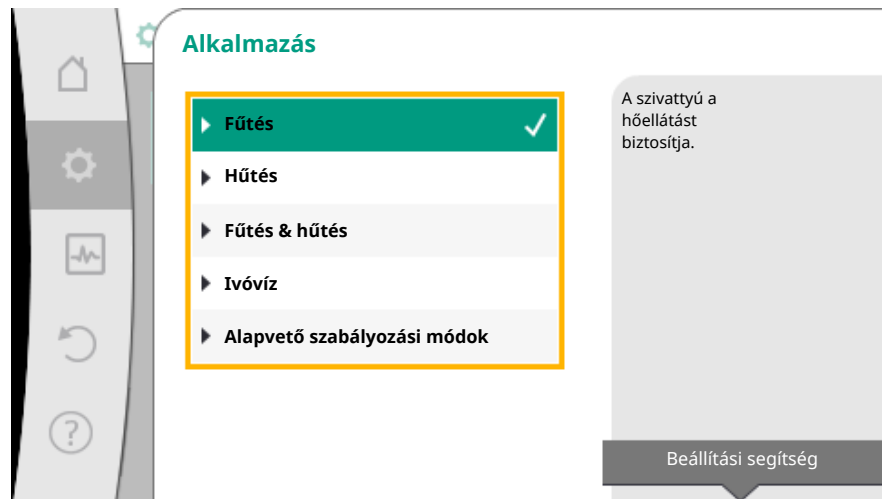 Alkalmazás
Fűtés
Hűtés
Fűtés & hűtés
Ivóvíz
Alapvető szabályozási módok
A szivattyú a
hőellátást
biztosítja.
Beállítási segítség
?